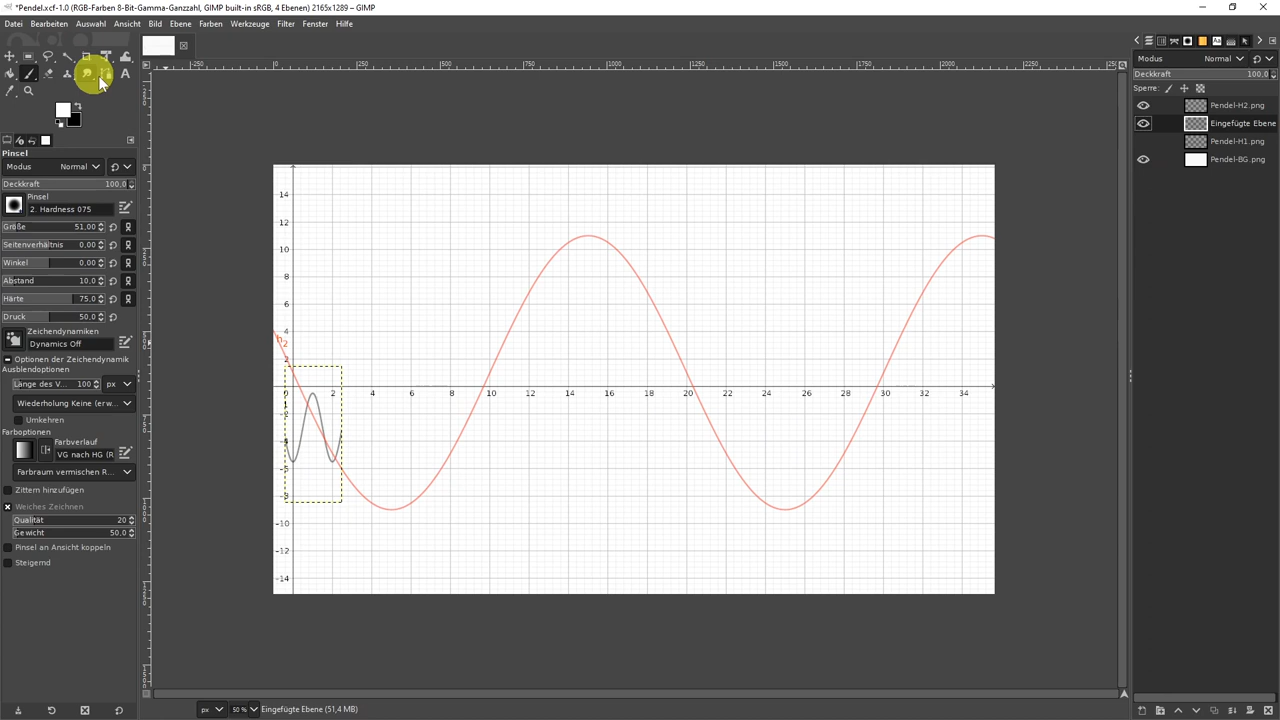 *Pendel.xcf-1.0 (RGB-Farben 8-Bit-Gamma-Ganzzahl, GIMP built-in sRGB, 4 Ebenen) 2165x1289 – GIMP
Datei Bearbeiten Auswahl Ansicht Bild Ebene Farben Werkzeuge Filter Fenster Hilfe
Modus Normal
Deckkraft 100,0
Sperre:
Pendel-H2.png
Eingefügte Ebene
Pendel-H1.png
Pendel-BG.png
Pinsel
Modus Normal
Deckkraft 100,0
Pinsel
2. Hardness 075
Größe 51,00
Seitenverhältnis 0,00
Winkel 0,00
Abstand 10,0
Härte 75,0
Druck 50,0
Zeichendynamiken
Dynamics Off
Optionen der Zeichendynamik
Ausblendoptionen
Länge des V... 100 px
Wiederholung Keine (erw...
Umkehren
Farboptionen
Farbverlauf
VG nach HG (R
Farbraum vermischen R...
Zittern hinzufügen
Weiches Zeichnen
Qualität 20
Gewicht 50,0
Pinsel an Ansicht koppeln
Steigernd
14
12
10
8
6
4
h2
2
0 2 4 6 8 10 12 14 16 18 20 22 24 26 28 30 32 34
-2
-10
-12
-14
px 50 % Eingefügte Ebene (51,4 MB)